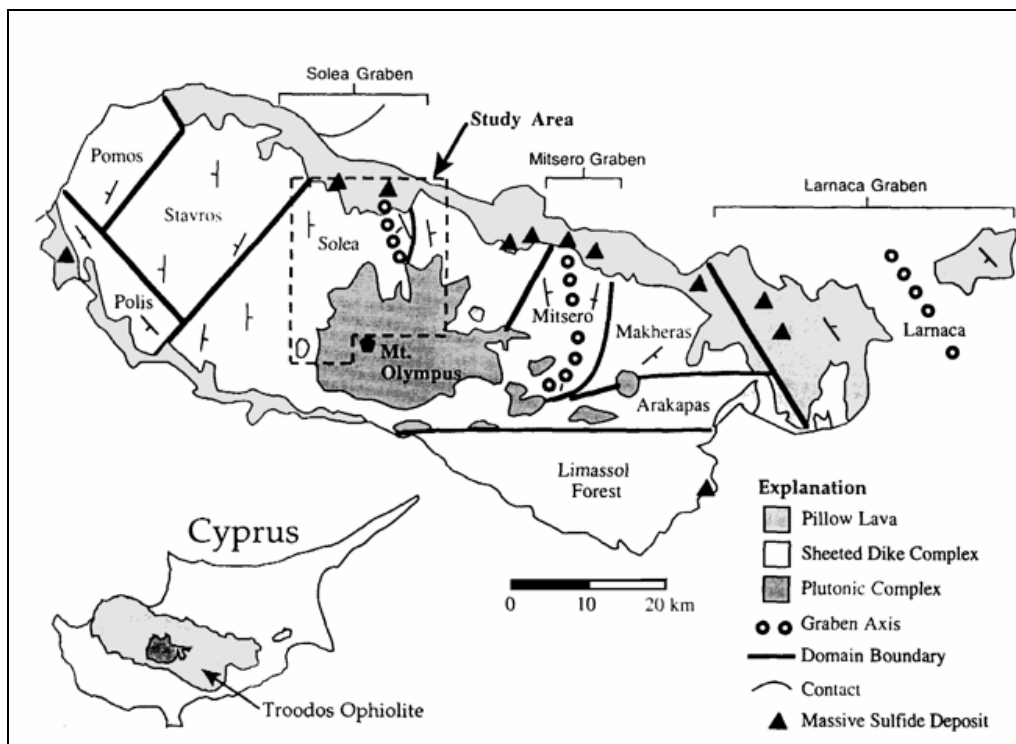 Solea Graben
Study Area
Mitsero Graben
Larnaca Graben
Pomos
Stavros
Solea
Polis
Mt.
Olympus
Mitsero
Makheras
Larnaca
Arakapas
Limassol
Forest
Cyprus
Troodos Ophiolite
0 10 20 km
Explanation
Pillow Lava
Sheeted Dike Complex
Plutonic Complex
Graben Axis
Domain Boundary
Contact
Massive Sulfide Deposit